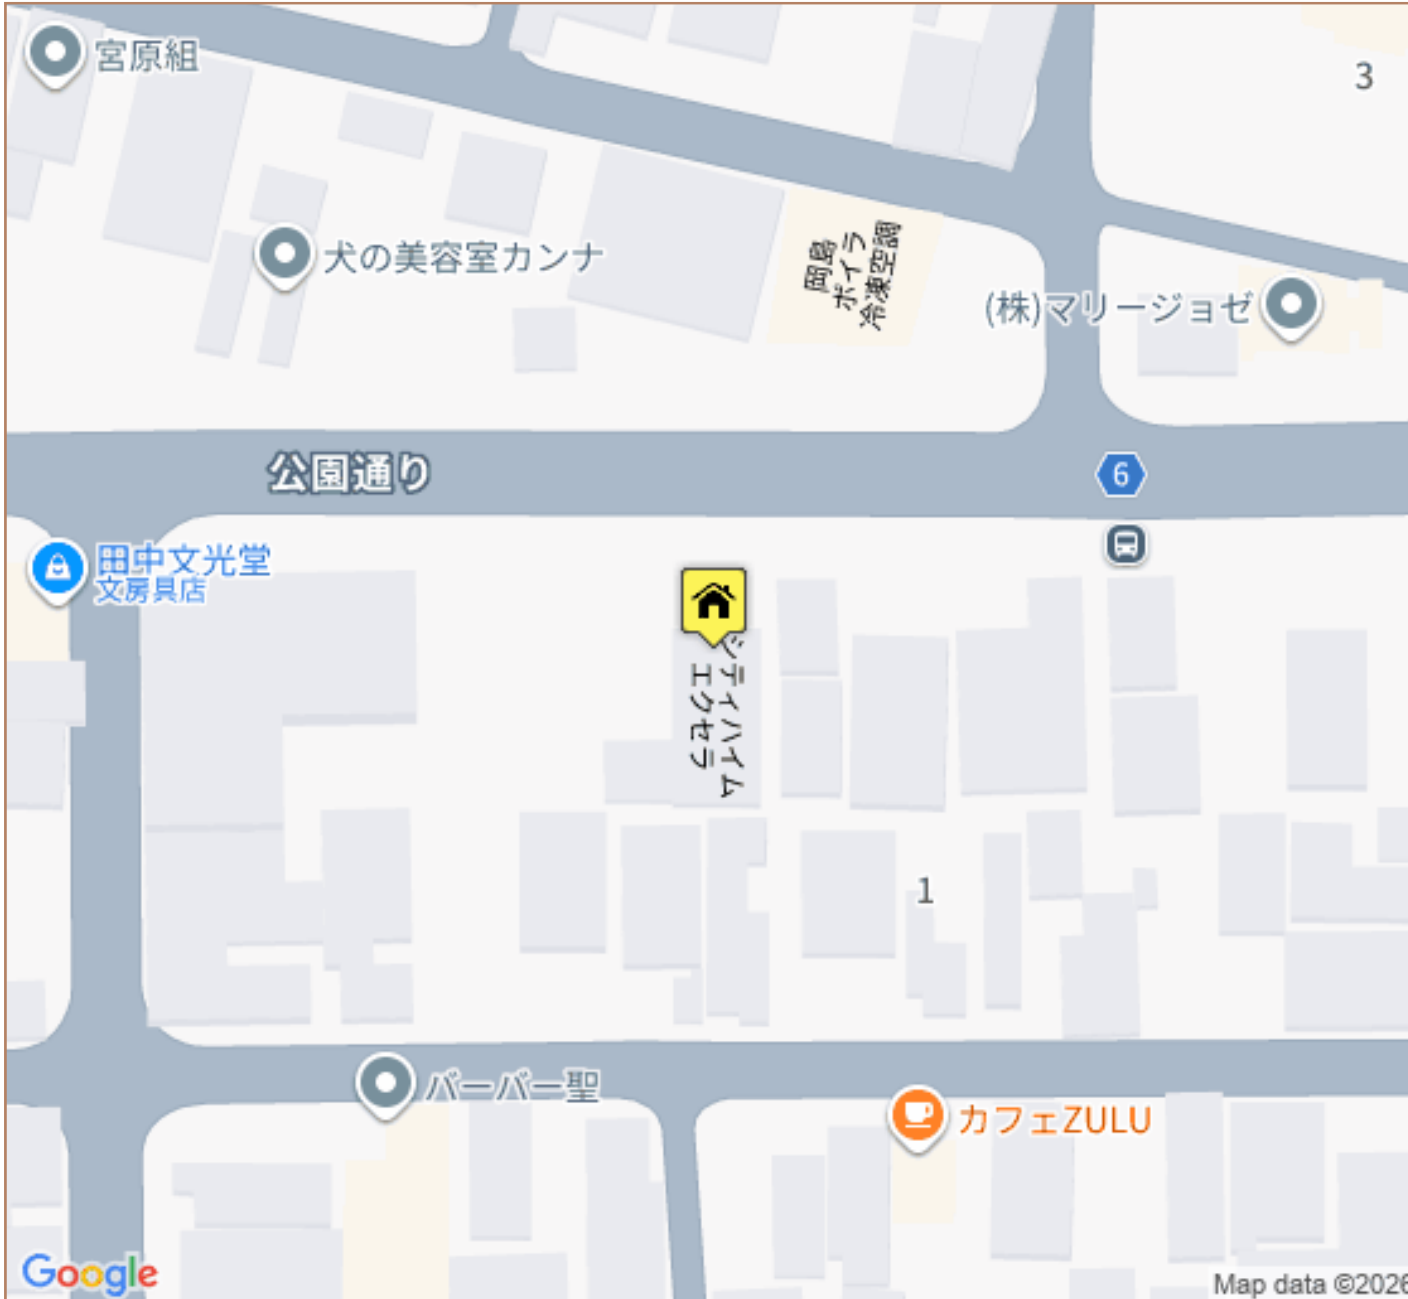 宮原組
3
犬の美容室カンナ
岡島
ボイラ
冷凍空調
(株)マリージョゼ
公園通り
6
田中文光堂
文房具店
シティハイム
エクセラ
1
バーバー聖
カフェZULU
Google
Map data ©2026